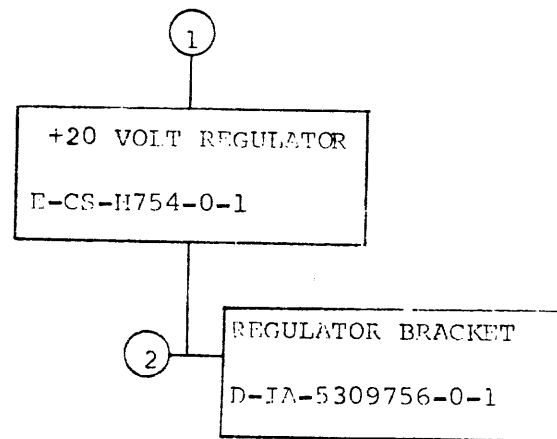 1
+20 VOLT REGULATOR
E-CS-H754-0-1
2
REGULATOR BRACKET
D-IA-5309756-0-1